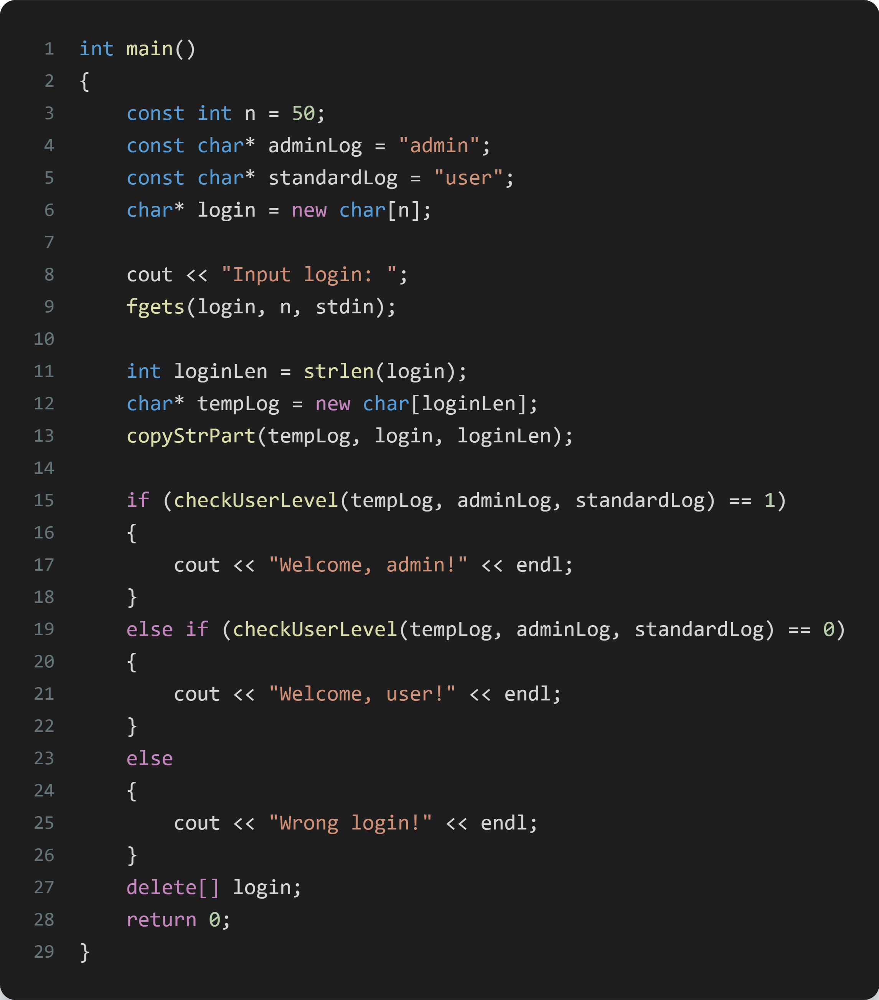 1 int main()
2 {
3     const int n = 50;
4     const char* adminLog = "admin";
5     const char* standardLog = "user";
6     char* login = new char[n];
7
8     cout << "Input login: ";
9     fgets(login, n, stdin);
10
11     int loginLen = strlen(login);
12     char* tempLog = new char[loginLen];
13     copyStrPart(tempLog, login, loginLen);
14
15     if (checkUserLevel(tempLog, adminLog, standardLog) == 1)
16     {
17         cout << "Welcome, admin!" << endl;
18     }
19     else if (checkUserLevel(tempLog, adminLog, standardLog) == 0)
20     {
21         cout << "Welcome, user!" << endl;
22     }
23     else
24     {
25         cout << "Wrong login!" << endl;
26     }
27     delete[] login;
28     return 0;
29 }